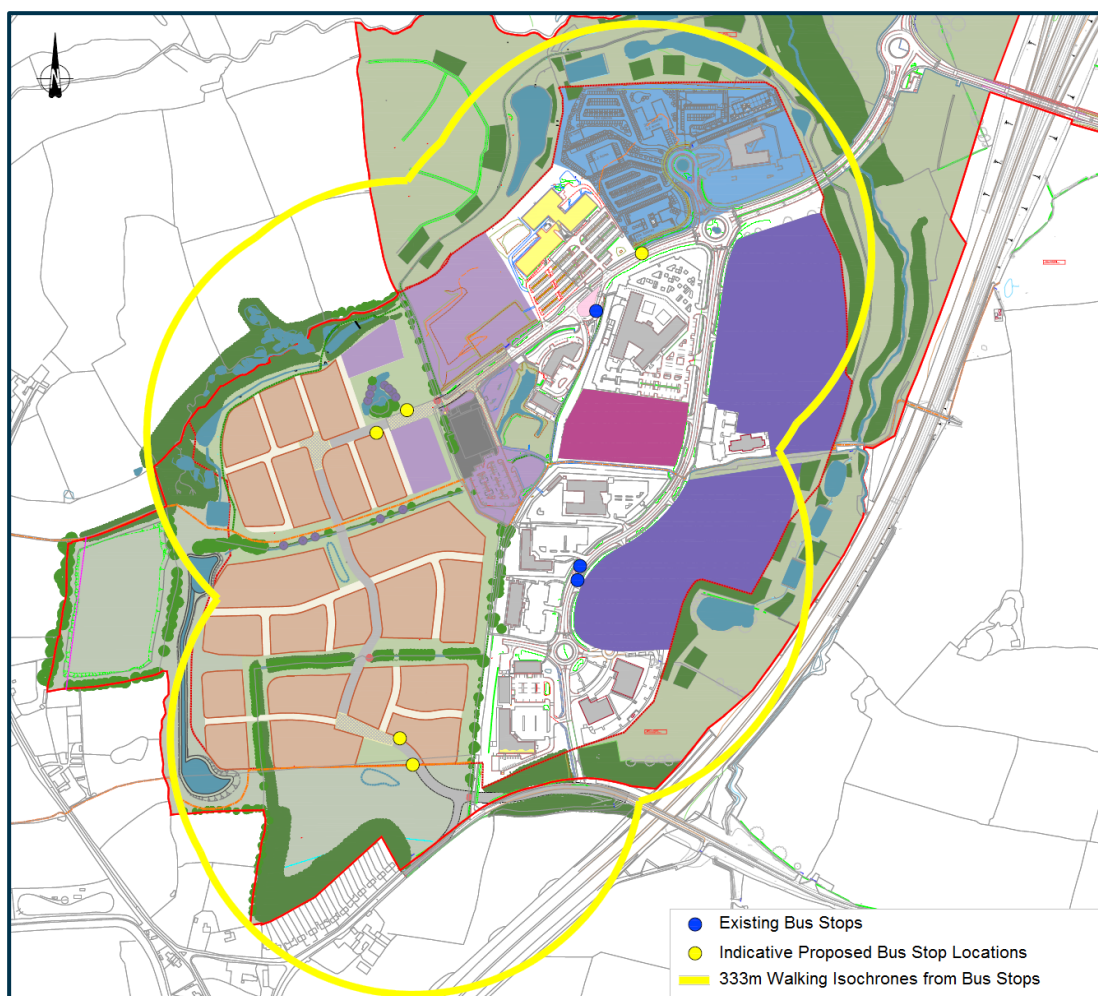 Existing Bus Stops
Indicative Proposed Bus Stop Locations
333m Walking Isochrones from Bus Stops